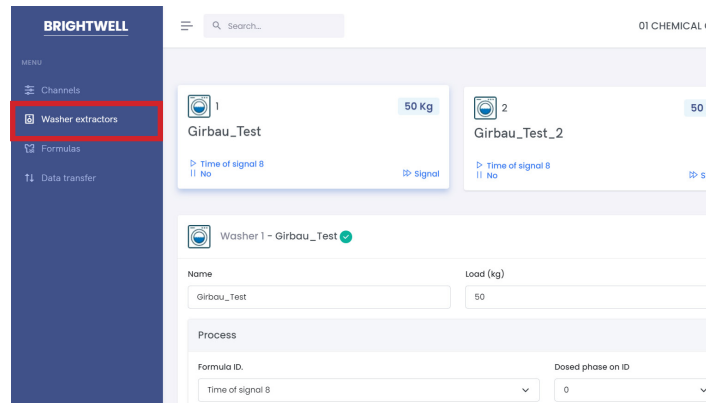 BRIGHTWELL
Search...
01 CHEMICAL
MENU
Channels
Washer extractors
Formulas
Data transfer
1
50 Kg
Girbau_Test
Time of signal 8
No
Signal
2
50
Girbau_Test_2
Time of signal 8
No
S
Washer 1 - Girbau_Test
Name
Load (kg)
Girbau_Test
50
Process
Formula ID.
Dosed phase on ID
Time of signal 8
0